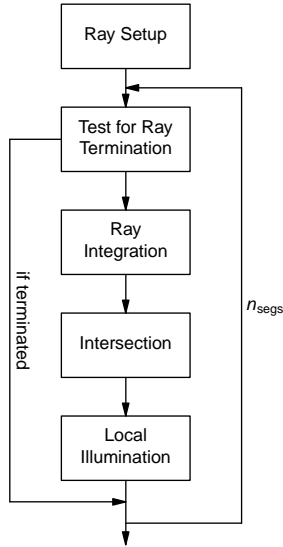 Ray Setup
Test for Ray
Termination
Ray
Integration
if terminated
nsegs
Intersection
Local
Illumination